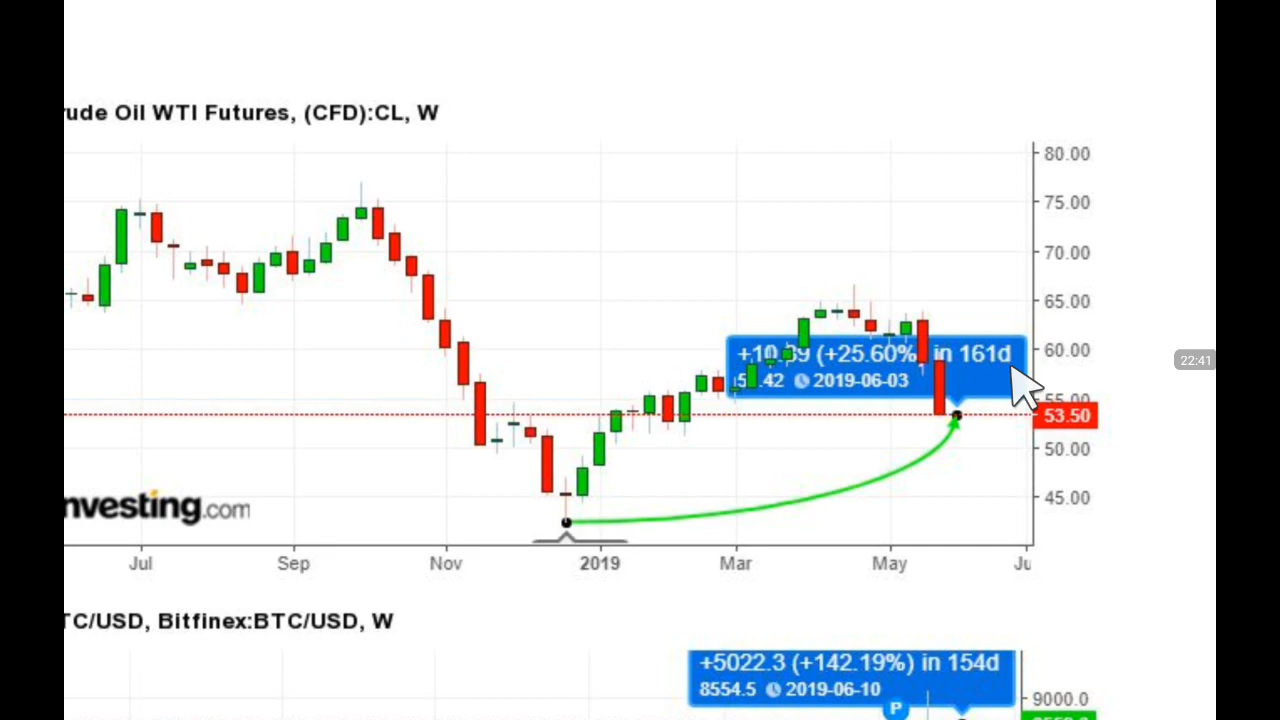 rude Oil WTI Futures, (CFD):CL, W
80.00
75.00
70.00
65.00
60.00
55.00
53.50
50.00
45.00
(+25.60% in 161d
2019-06-03
22:41
nvesting.com
Jul Sep Nov 2019 Mar May Ju
TC/USD, Bitfinex:BTC/USD, W
+5022.3 (+142.19%) in 154d
8554.5 2019-06-10
P
9000.0